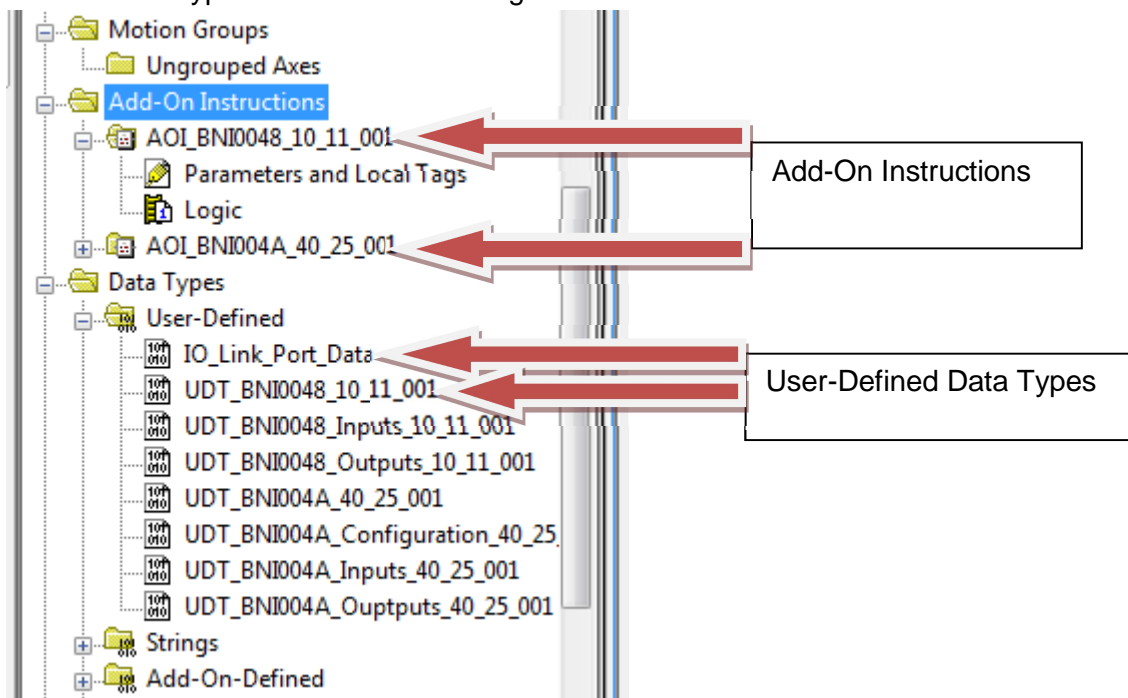 Motion Groups
Ungrouped Axes
Add-On Instructions
AOI_BNI0048_10_11_001
Add-On Instructions
Parameters and Local Tags
Logic
AOI_BNI004A_40_25_001
Data Types
User-Defined
IO_Link_Port_Data
User-Defined Data Types
UDT_BNI0048_10_11_001
UDT_BNI0048_Inputs_10_11_001
UDT_BNI0048_Outputs_10_11_001
UDT_BNI004A_40_25_001
UDT_BNI004A_Configuration_40_25_
UDT_BNI004A_Inputs_40_25_001
UDT_BNI004A_Ouptputs_40_25_001
Strings
Add-On-Defined